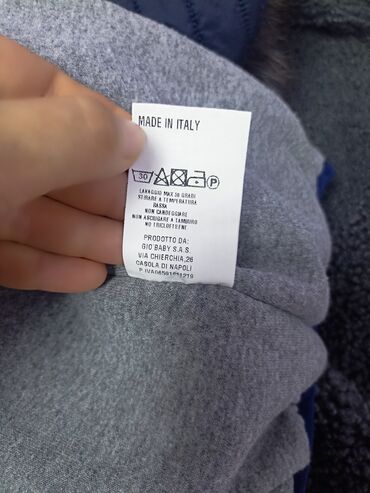 MADE IN ITALY
30 P
LAVAGGIO MAX 30 GRADI
STIRARE A TEMPERATURA
BASSA
NON CANDEGGIARE
NON ASCIUGARE A TAMBURO
NO TRICLOETRENE
PRODOTTO DA:
GIO'BABY S.A.S.
VIA CHIERCHIA,26
CASOLA DI NAPOLI